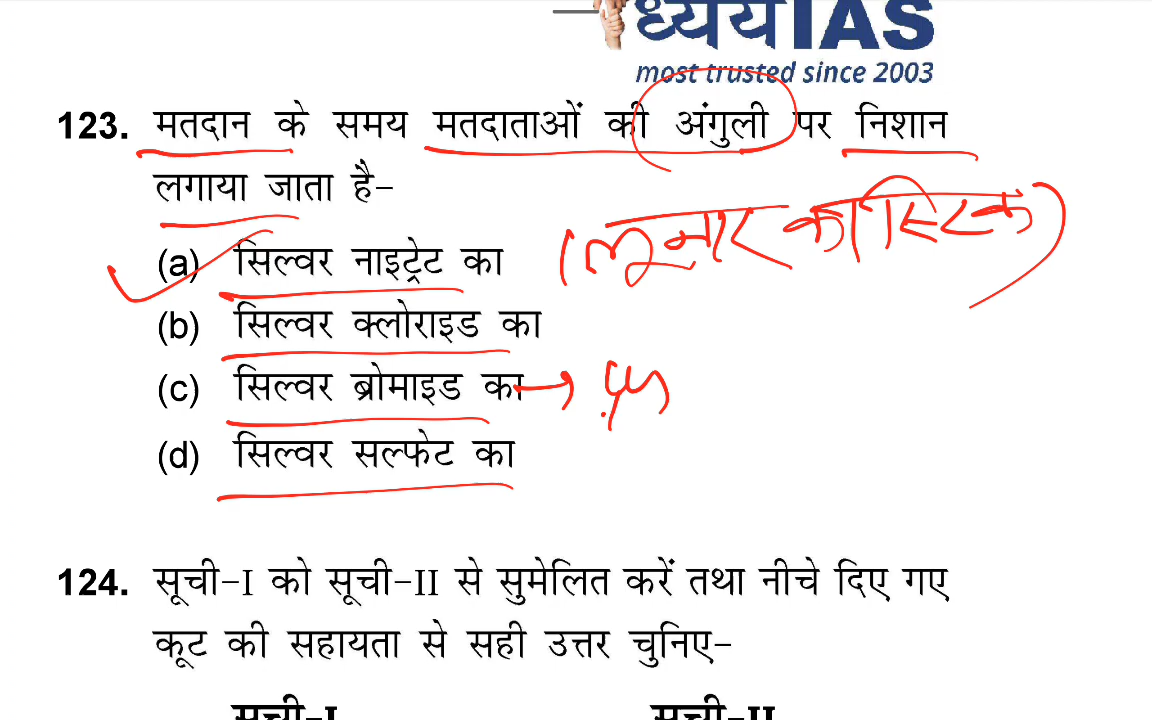 ध्येयIAS
most trusted since 2003
123. मतदान के समय मतदाताओं की अंगुली पर निशान
लगाया जाता है-
(लूनार कास्टिक)
(a) सिल्वर नाइट्रेट का
(b) सिल्वर क्लोराइड का
(c) सिल्वर ब्रोमाइड का
(d) सिल्वर सल्फेट का
124. सूची-I को सूची-II से सुमेलित करें तथा नीचे दिए गए
कूट की सहायता से सही उत्तर चुनिए-
सूची-I सूची-II